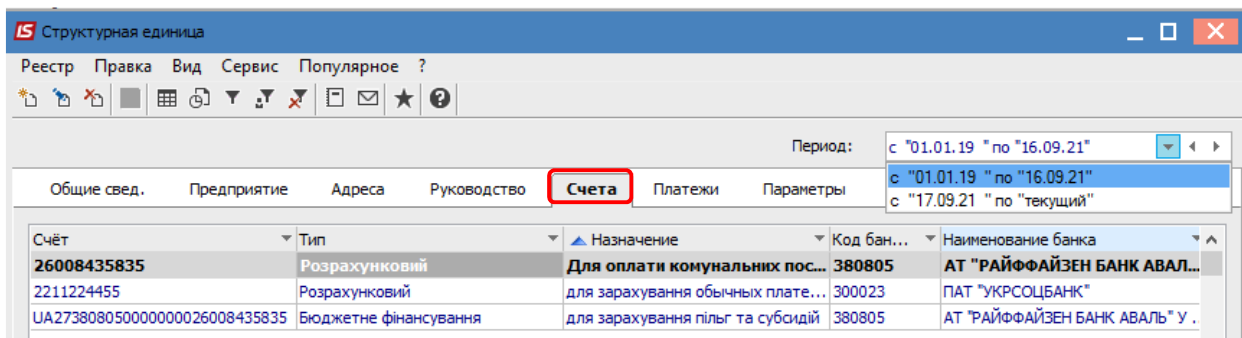 IS Структурная единица
Реестр Правка Вид Сервис Популярное ?
Период: с "01.01.19 " по "16.09.21"
с "01.01.19 " по "16.09.21"
с "17.09.21 " по "текущий"
Общие свед. Предприятие Адреса Руководство Счета Платежи Параметры
Счёт Тип Назначение Код бан... Наименование банка
26008435835 Розрахунковий Для оплати комунальних пос... 380805 АТ "РАЙФФАЙЗЕН БАНК АВАЛ...
2211224455 Розрахунковий для зарахування обычных плате... 300023 ПАТ "УКРСОЦБАНК"
UA273808050000000026008435835 Бюджетне фінансування для зарахування пільг та субсидій 380805 АТ "РАЙФФАЙЗЕН БАНК АВАЛЬ" У ..